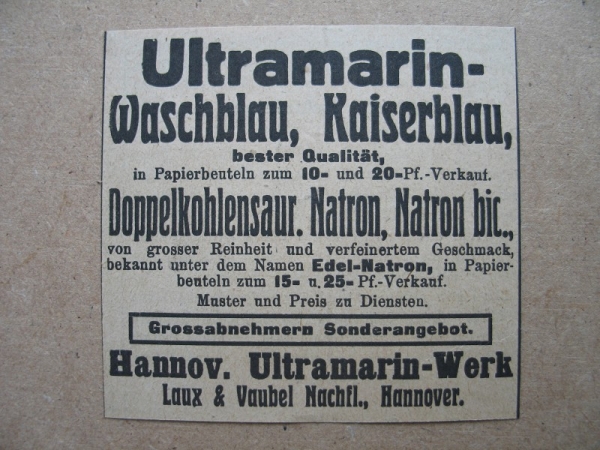 Ultramarin-
Waschblau, Kaiserblau,
bester Qualität,
in Papierbeuteln zum 10- und 20-Pf.-Verkauf.
Doppelkohlensaur. Natron, Natron bic.,
von grosser Reinheit und verfeinertem Geschmack,
bekannt unter dem Namen Edel-Natron, in Papier-
beuteln zum 15- u. 25- Pf.-Verkauf.
Muster und Preis zu Diensten.
Grossabnehmern Sonderangebot.
Hannov. Ultramarin-Werk
Laux & Vaubel Nachfl., Hannover.